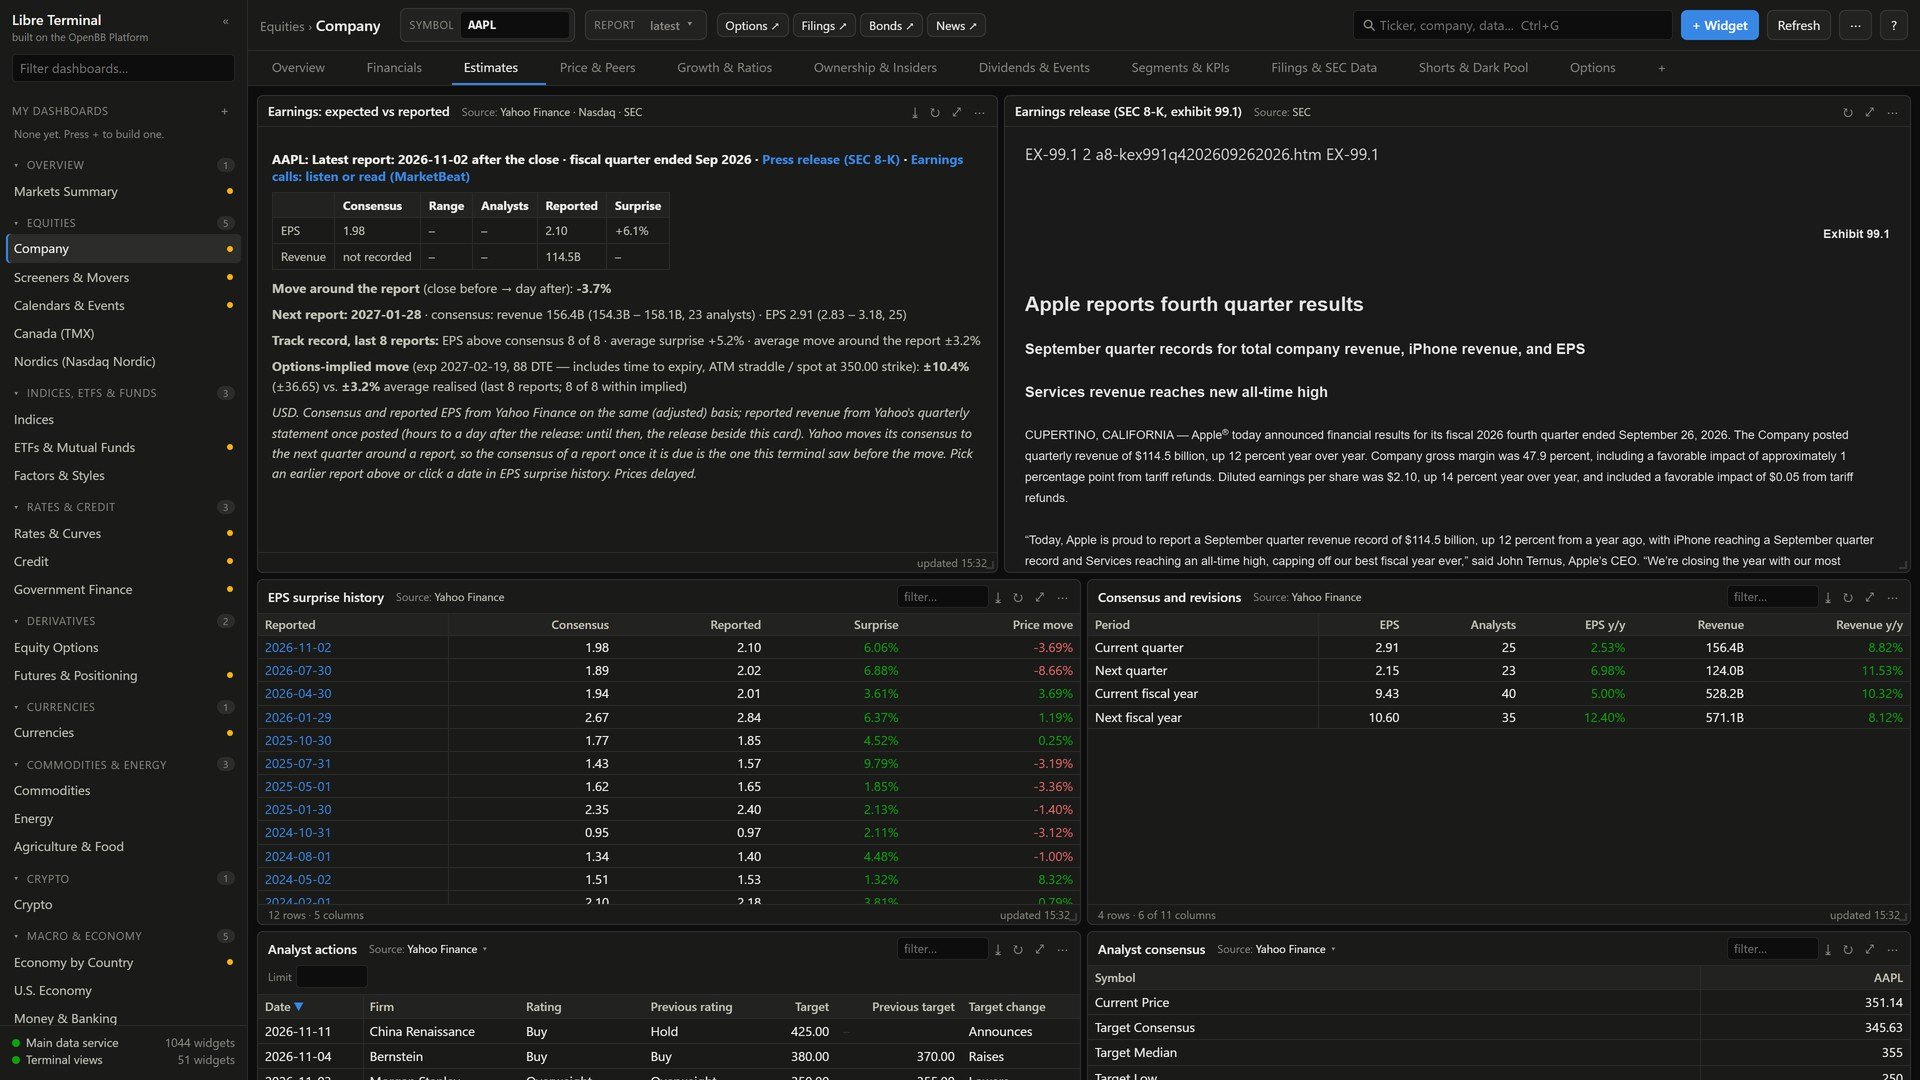 Libre Terminal «
built on the OpenBB Platform
Filter dashboards...
MY DASHBOARDS +
None yet. Press + to build one.
OVERVIEW 1
Markets Summary
EQUITIES 5
Company
Screeners & Movers
Calendars & Events
Canada (TMX)
Nordics (Nasdaq Nordic)
INDICES, ETFS & FUNDS 3
Indices
ETFs & Mutual Funds
Factors & Styles
RATES & CREDIT 3
Rates & Curves
Credit
Government Finance
DERIVATIVES 2
Equity Options
Futures & Positioning
CURRENCIES 1
Currencies
COMMODITIES & ENERGY 3
Commodities
Energy
Agriculture & Food
CRYPTO 1
Crypto
MACRO & ECONOMY 5
Economy by Country
U.S. Economy
Money & Banking
Main data service 1044 widgets
Terminal views 51 widgets
Equities › Company SYMBOL AAPL REPORT latest Options ↗ Filings ↗ Bonds ↗ News ↗ Ticker, company, data... Ctrl+G + Widget Refresh ... ?
Overview Financials Estimates Price & Peers Growth & Ratios Ownership & Insiders Dividends & Events Segments & KPIs Filings & SEC Data Shorts & Dark Pool Options +
Earnings: expected vs reported Source: Yahoo Finance · Nasdaq · SEC
AAPL: Latest report: 2026-11-02 after the close · fiscal quarter ended Sep 2026 · Press release (SEC 8-K) · Earnings
calls: listen or read (MarketBeat)
Consensus Range Analysts Reported Surprise
EPS 1.98 – – 2.10 +6.1%
Revenue not recorded – – 114.5B –
Move around the report (close before → day after): -3.7%
Next report: 2027-01-28 · consensus: revenue 156.4B (154.3B – 158.1B, 23 analysts) · EPS 2.91 (2.83 – 3.18, 25)
Track record, last 8 reports: EPS above consensus 8 of 8 · average surprise +5.2% · average move around the report ±3.2%
Options-implied move (exp 2027-02-19, 88 DTE — includes time to expiry, ATM straddle / spot at 350.00 strike): ±10.4%
(±36.65) vs. ±3.2% average realised (last 8 reports; 8 of 8 within implied)
USD. Consensus and reported EPS from Yahoo Finance on the same (adjusted) basis; reported revenue from Yahoo's quarterly
statement once posted (hours to a day after the release: until then, the release beside this card). Yahoo moves its consensus to
the next quarter around a report, so the consensus of a report once it is due is the one this terminal saw before the move. Pick
an earlier report above or click a date in EPS surprise history. Prices delayed.
updated 15:32
Earnings release (SEC 8-K, exhibit 99.1) Source: SEC
EX-99.1 2 a8-kex991q4202609262026.htm EX-99.1
Exhibit 99.1
Apple reports fourth quarter results
September quarter records for total company revenue, iPhone revenue, and EPS
Services revenue reaches new all-time high
CUPERTINO, CALIFORNIA — Apple® today announced financial results for its fiscal 2026 fourth quarter ended September 26, 2026. The Company posted
quarterly revenue of $114.5 billion, up 12 percent year over year. Company gross margin was 47.9 percent, including a favorable impact of approximately 1
percentage point from tariff refunds. Diluted earnings per share was $2.10, up 14 percent year over year, and included a favorable impact of $0.05 from tariff
refunds.
“Today, Apple is proud to report a September quarter revenue record of $114.5 billion, up 12 percent from a year ago, with iPhone reaching a September quarter
record and Services reaching an all-time high, capping off our best fiscal year ever,” said John Ternus, Apple’s CEO. “We’re closing the year with our most
EPS surprise history Source: Yahoo Finance filter...
Reported Consensus Reported Surprise Price move
2026-11-02 1.98 2.10 6.06% -3.69%
2026-07-30 1.89 2.02 6.88% -8.66%
2026-04-30 1.94 2.01 3.61% 3.69%
2026-01-29 2.67 2.84 6.37% 1.19%
2025-10-30 1.77 1.85 4.52% 0.25%
2025-07-31 1.43 1.57 9.79% -3.19%
2025-05-01 1.62 1.65 1.85% -3.36%
2025-01-30 2.35 2.40 2.13% -1.40%
2024-10-31 0.95 0.97 2.11% -3.12%
2024-08-01 1.34 1.40 4.48% -1.00%
2024-05-02 1.51 1.53 1.32% 8.32%
2024-02-01 2.10 2.18 3.81% 0.79%
12 rows · 5 columns updated 15:32
Consensus and revisions Source: Yahoo Finance filter...
Period EPS Analysts EPS y/y Revenue Revenue y/y
Current quarter 2.91 25 2.53% 156.4B 8.82%
Next quarter 2.15 23 6.98% 124.0B 11.53%
Current fiscal year 9.43 40 5.00% 528.2B 10.32%
Next fiscal year 10.60 35 12.40% 571.1B 8.12%
4 rows · 6 of 11 columns updated 15:32
Analyst actions Source: Yahoo Finance filter...
Limit
Date Firm Rating Previous rating Target Previous target Target change
2026-11-11 China Renaissance Buy Hold 425.00 – Announces
2026-11-04 Bernstein Buy Buy 380.00 370.00 Raises
Analyst consensus Source: Yahoo Finance filter...
Symbol AAPL
Current Price 351.14
Target Consensus 345.63
Target Median 355
Target Low 250